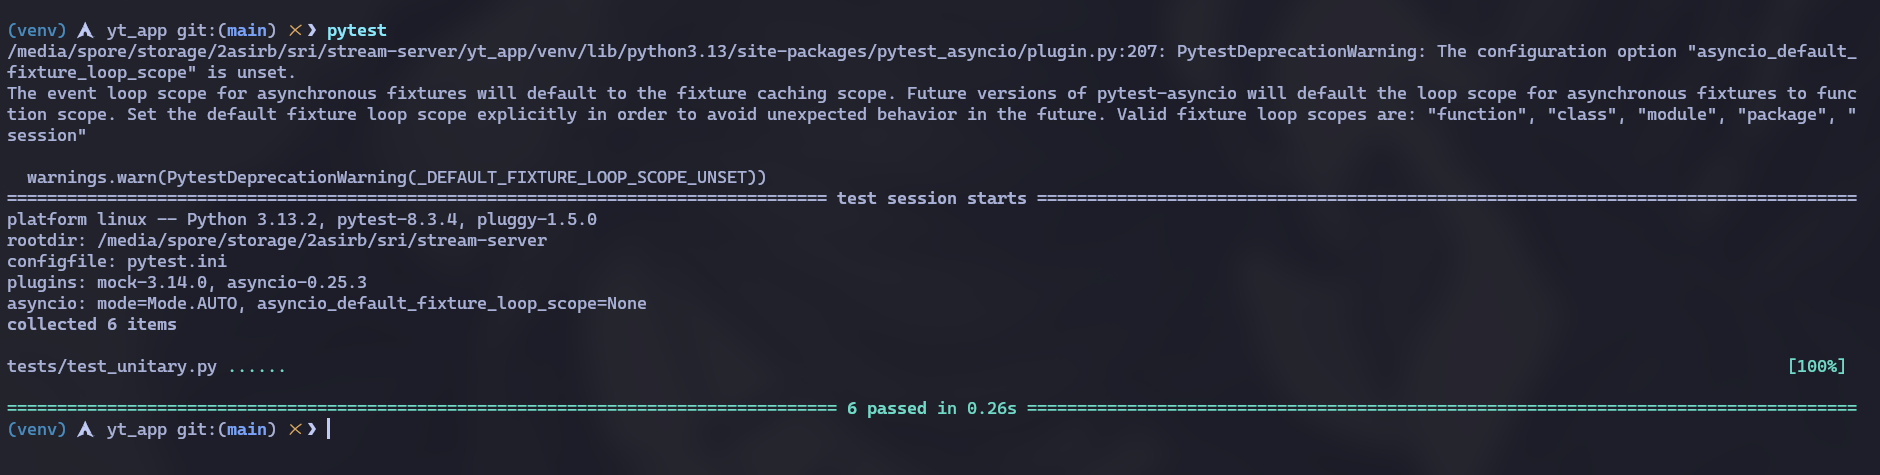 (venv) yt_app git:(main) ✕ ❯ pytest
/media/spore/storage/2asirb/sri/stream-server/yt_app/venv/lib/python3.13/site-packages/pytest_asyncio/plugin.py:207: PytestDeprecationWarning: The configuration option "asyncio_default_
fixture_loop_scope" is unset.
The event loop scope for asynchronous fixtures will default to the fixture caching scope. Future versions of pytest-asyncio will default the loop scope for asynchronous fixtures to func
tion scope. Set the default fixture loop scope explicitly in order to avoid unexpected behavior in the future. Valid fixture loop scopes are: "function", "class", "module", "package", "
session"
  warnings.warn(PytestDeprecationWarning(_DEFAULT_FIXTURE_LOOP_SCOPE_UNSET))
================================================================================== test session starts ==================================================================================
platform linux -- Python 3.13.2, pytest-8.3.4, pluggy-1.5.0
rootdir: /media/spore/storage/2asirb/sri/stream-server
configfile: pytest.ini
plugins: mock-3.14.0, asyncio-0.25.3
asyncio: mode=Mode.AUTO, asyncio_default_fixture_loop_scope=None
collected 6 items
tests/test_unitary.py ...... [100%]
=================================================================================== 6 passed in 0.26s ===================================================================================
(venv) yt_app git:(main) ✕ ❯